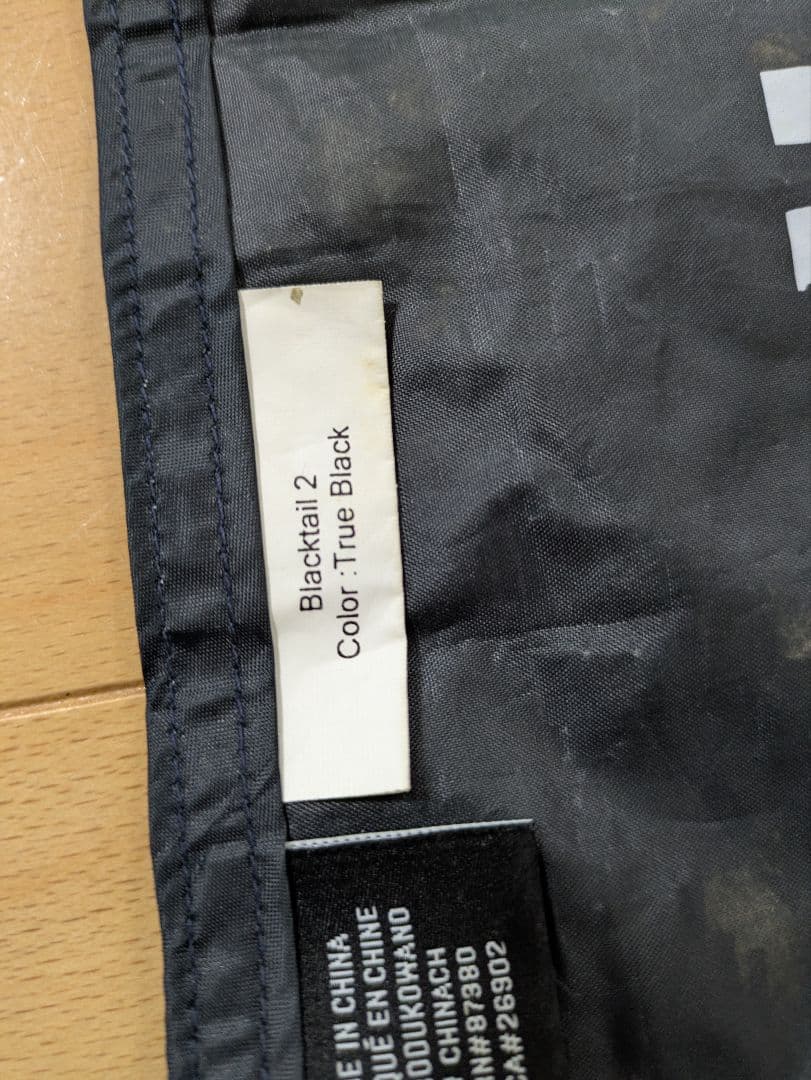 Blacktail 2
Color :True Black
E IN CHINA
QUÉ EN CHINE
ODUKOWANO
CHINACH
N#87380
CA#26902